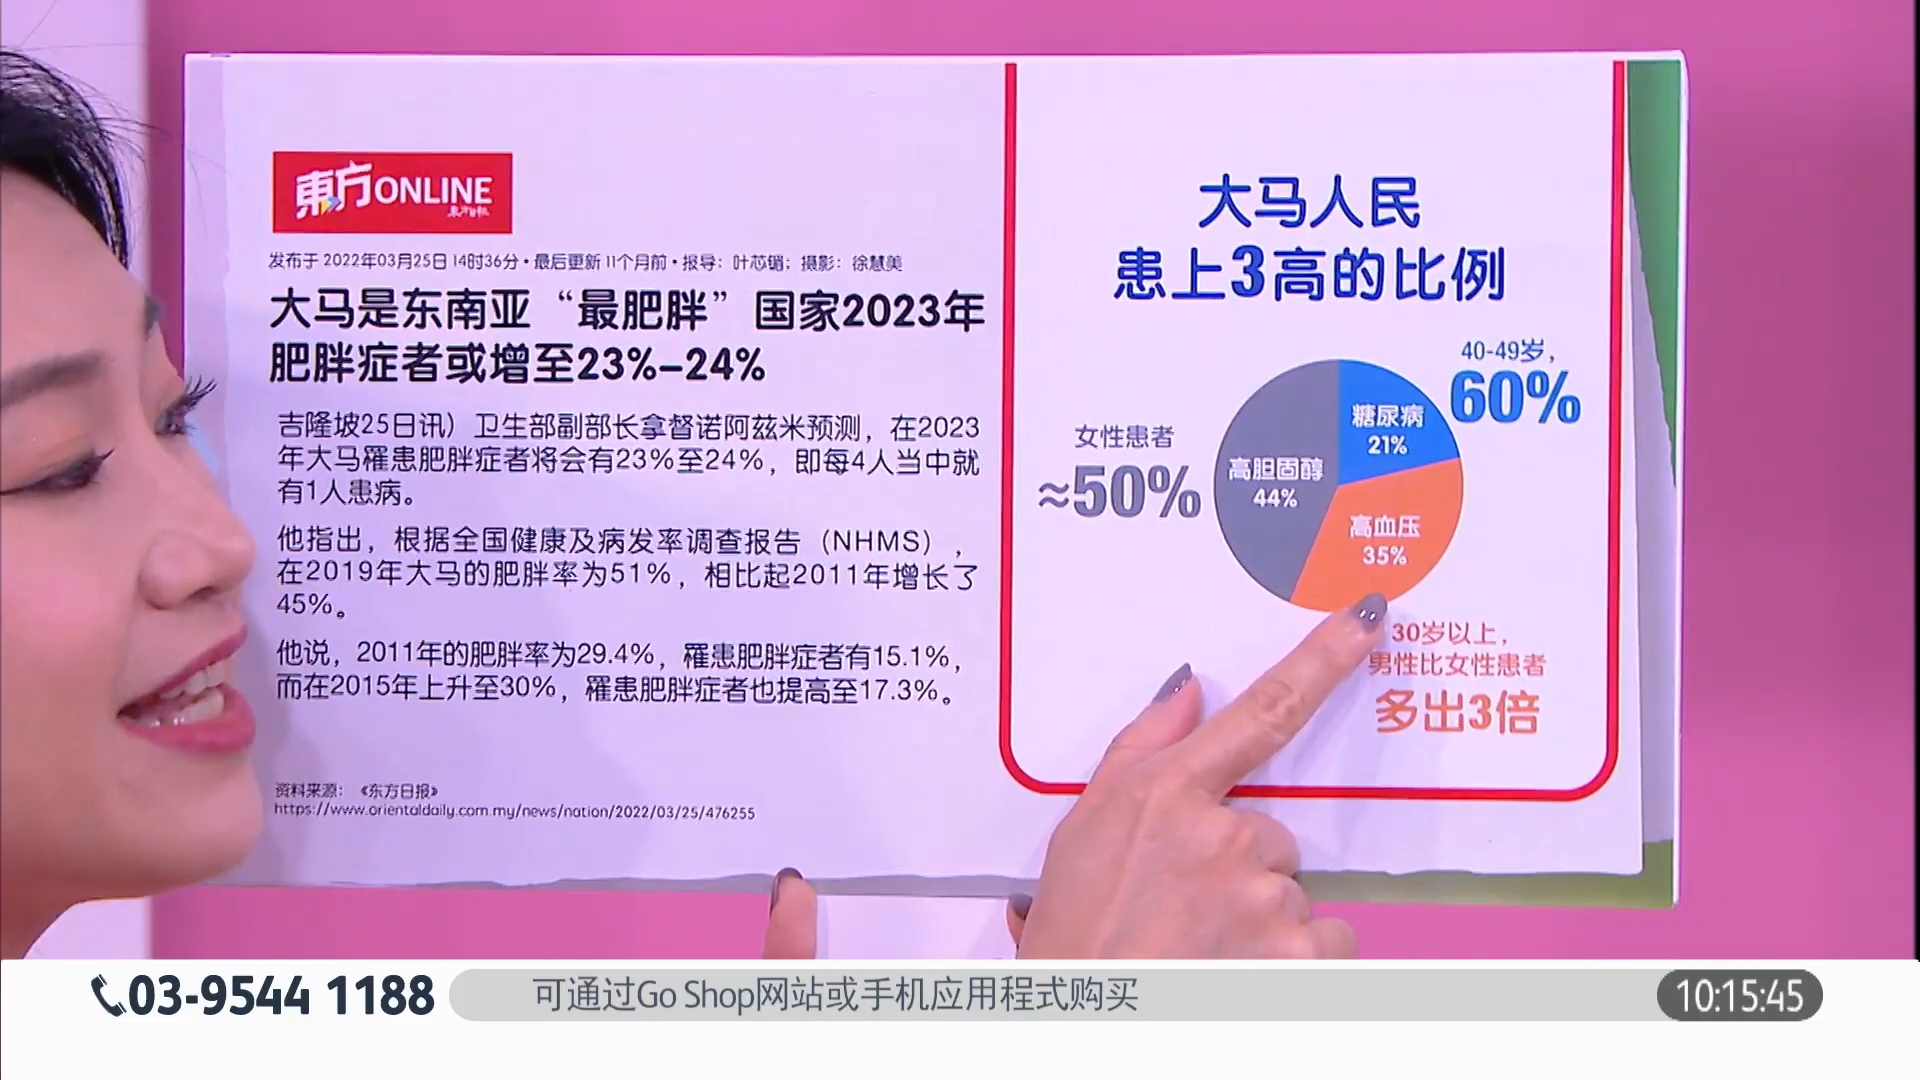 東方ONLINE
东方日报
发布于 2022年03月25日 14时36分·最后更新 11个月前·报导：叶芯镅；摄影：徐慧美
大马是东南亚“最肥胖”国家2023年
肥胖症者或增至23%-24%
吉隆坡25日讯）卫生部副部长拿督诺阿兹米预测，在2023
年大马罹患肥胖症者将会有23%至24%，即每4人当中就
有1人患病。
他指出，根据全国健康及病发率调查报告（NHMS），
在2019年大马的肥胖率为51%，相比起2011年增长了
45%。
他说，2011年的肥胖率为29.4%，罹患肥胖症者有15.1%，
而在2015年上升至30%，罹患肥胖症者也提高至17.3%。
资料来源：《东方日报》
https://www.orientaldaily.com.my/news/nation/2022/03/25/476255
大马人民
患上3高的比例
40-49岁，
60%
糖尿病
21%
女性患者
≈50%
高胆固醇
44%
高血压
35%
30岁以上，
男性比女性患者
多出3倍
03-9544 1188
可通过Go Shop网站或手机应用程式购买
10:15:45